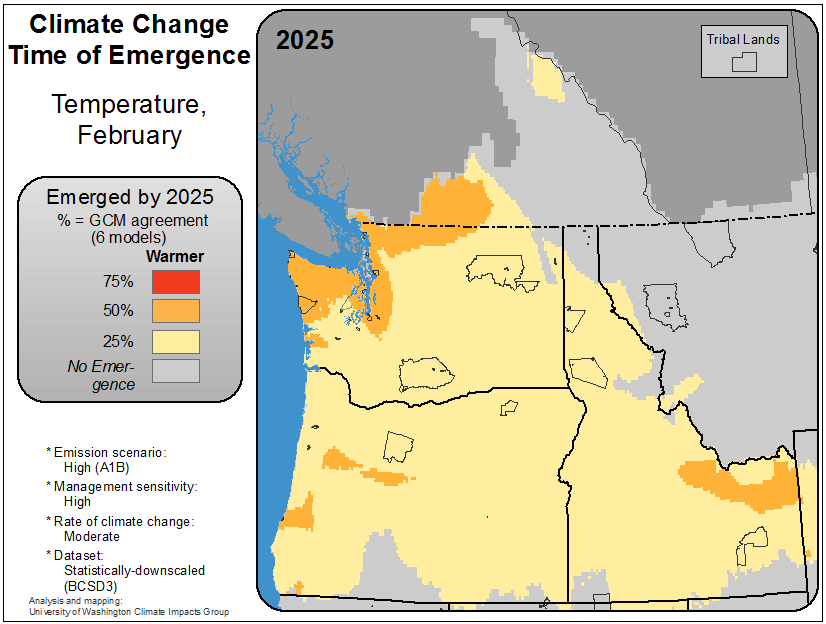 Climate Change
Time of Emergence
Temperature,
February
Emerged by 2025
% = GCM agreement
(6 models)
Warmer
75%
50%
25%
No Emer-
gence
* Emission scenario:
High (A1B)
* Management sensitivity:
High
* Rate of climate change:
Moderate
* Dataset:
Statistically-downscaled
(BCSD3)
Analysis and mapping:
University of Washington Climate Impacts Group
2025
Tribal Lands